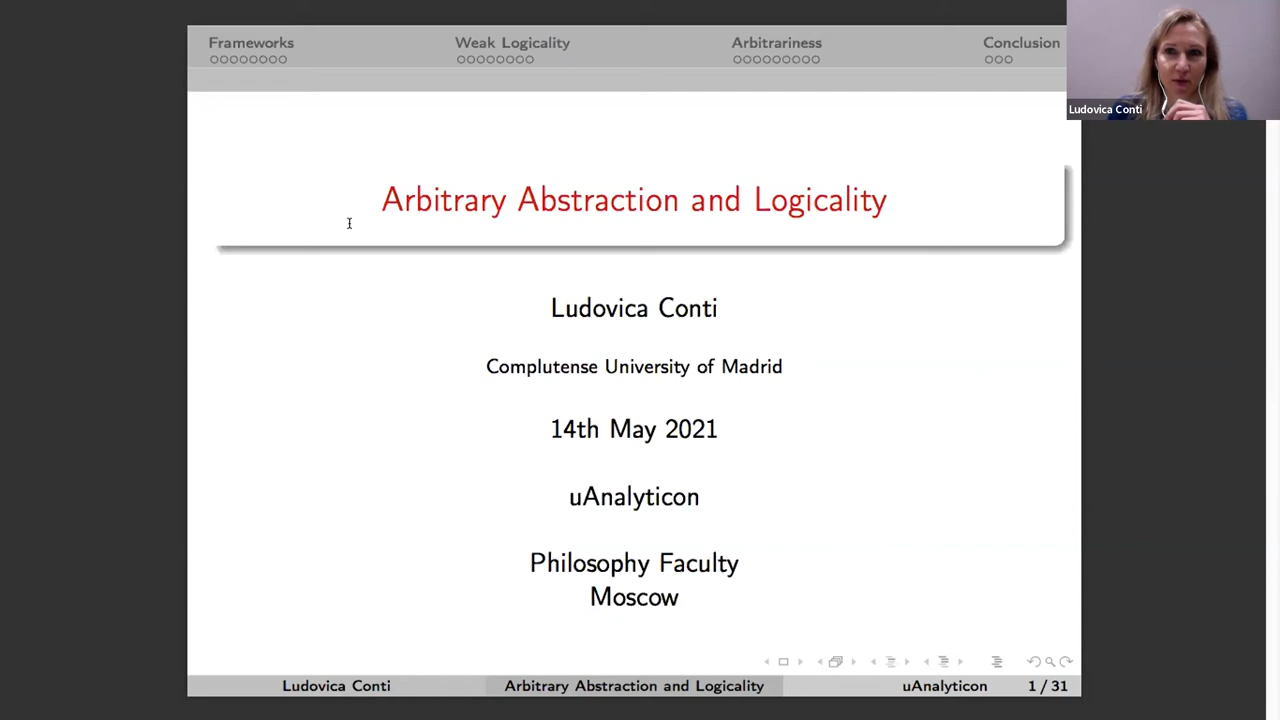 Frameworks Weak Logicality Arbitrariness Conclusion
Ludovica Conti
Arbitrary Abstraction and Logicality
Ludovica Conti
Complutense University of Madrid
14th May 2021
uAnalyticon
Philosophy Faculty
Moscow
Ludovica Conti Arbitrary Abstraction and Logicality uAnalyticon 1 / 31